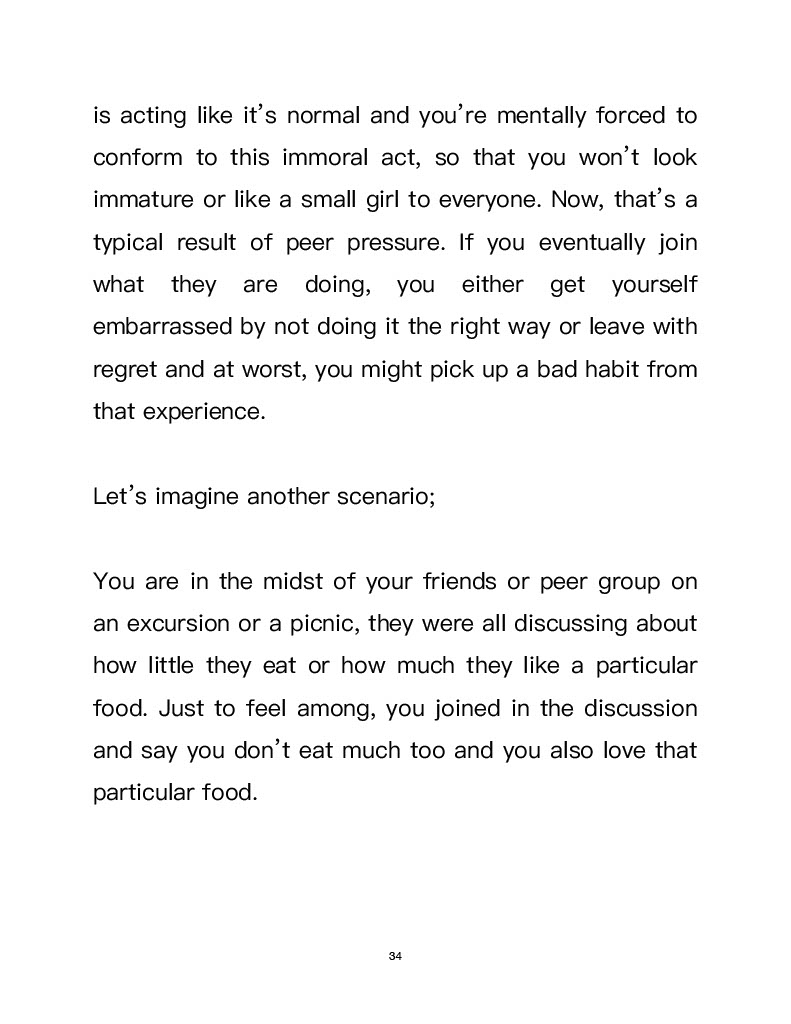 is acting like it’s normal and you’re mentally forced to
conform to this immoral act, so that you won’t look
immature or like a small girl to everyone. Now, that’s a
typical result of peer pressure. If you eventually join
what they are doing, you either get yourself
embarrassed by not doing it the right way or leave with
regret and at worst, you might pick up a bad habit from
that experience.
Let’s imagine another scenario;
You are in the midst of your friends or peer group on
an excursion or a picnic, they were all discussing about
how little they eat or how much they like a particular
food. Just to feel among, you joined in the discussion
and say you don’t eat much too and you also love that
particular food.
34